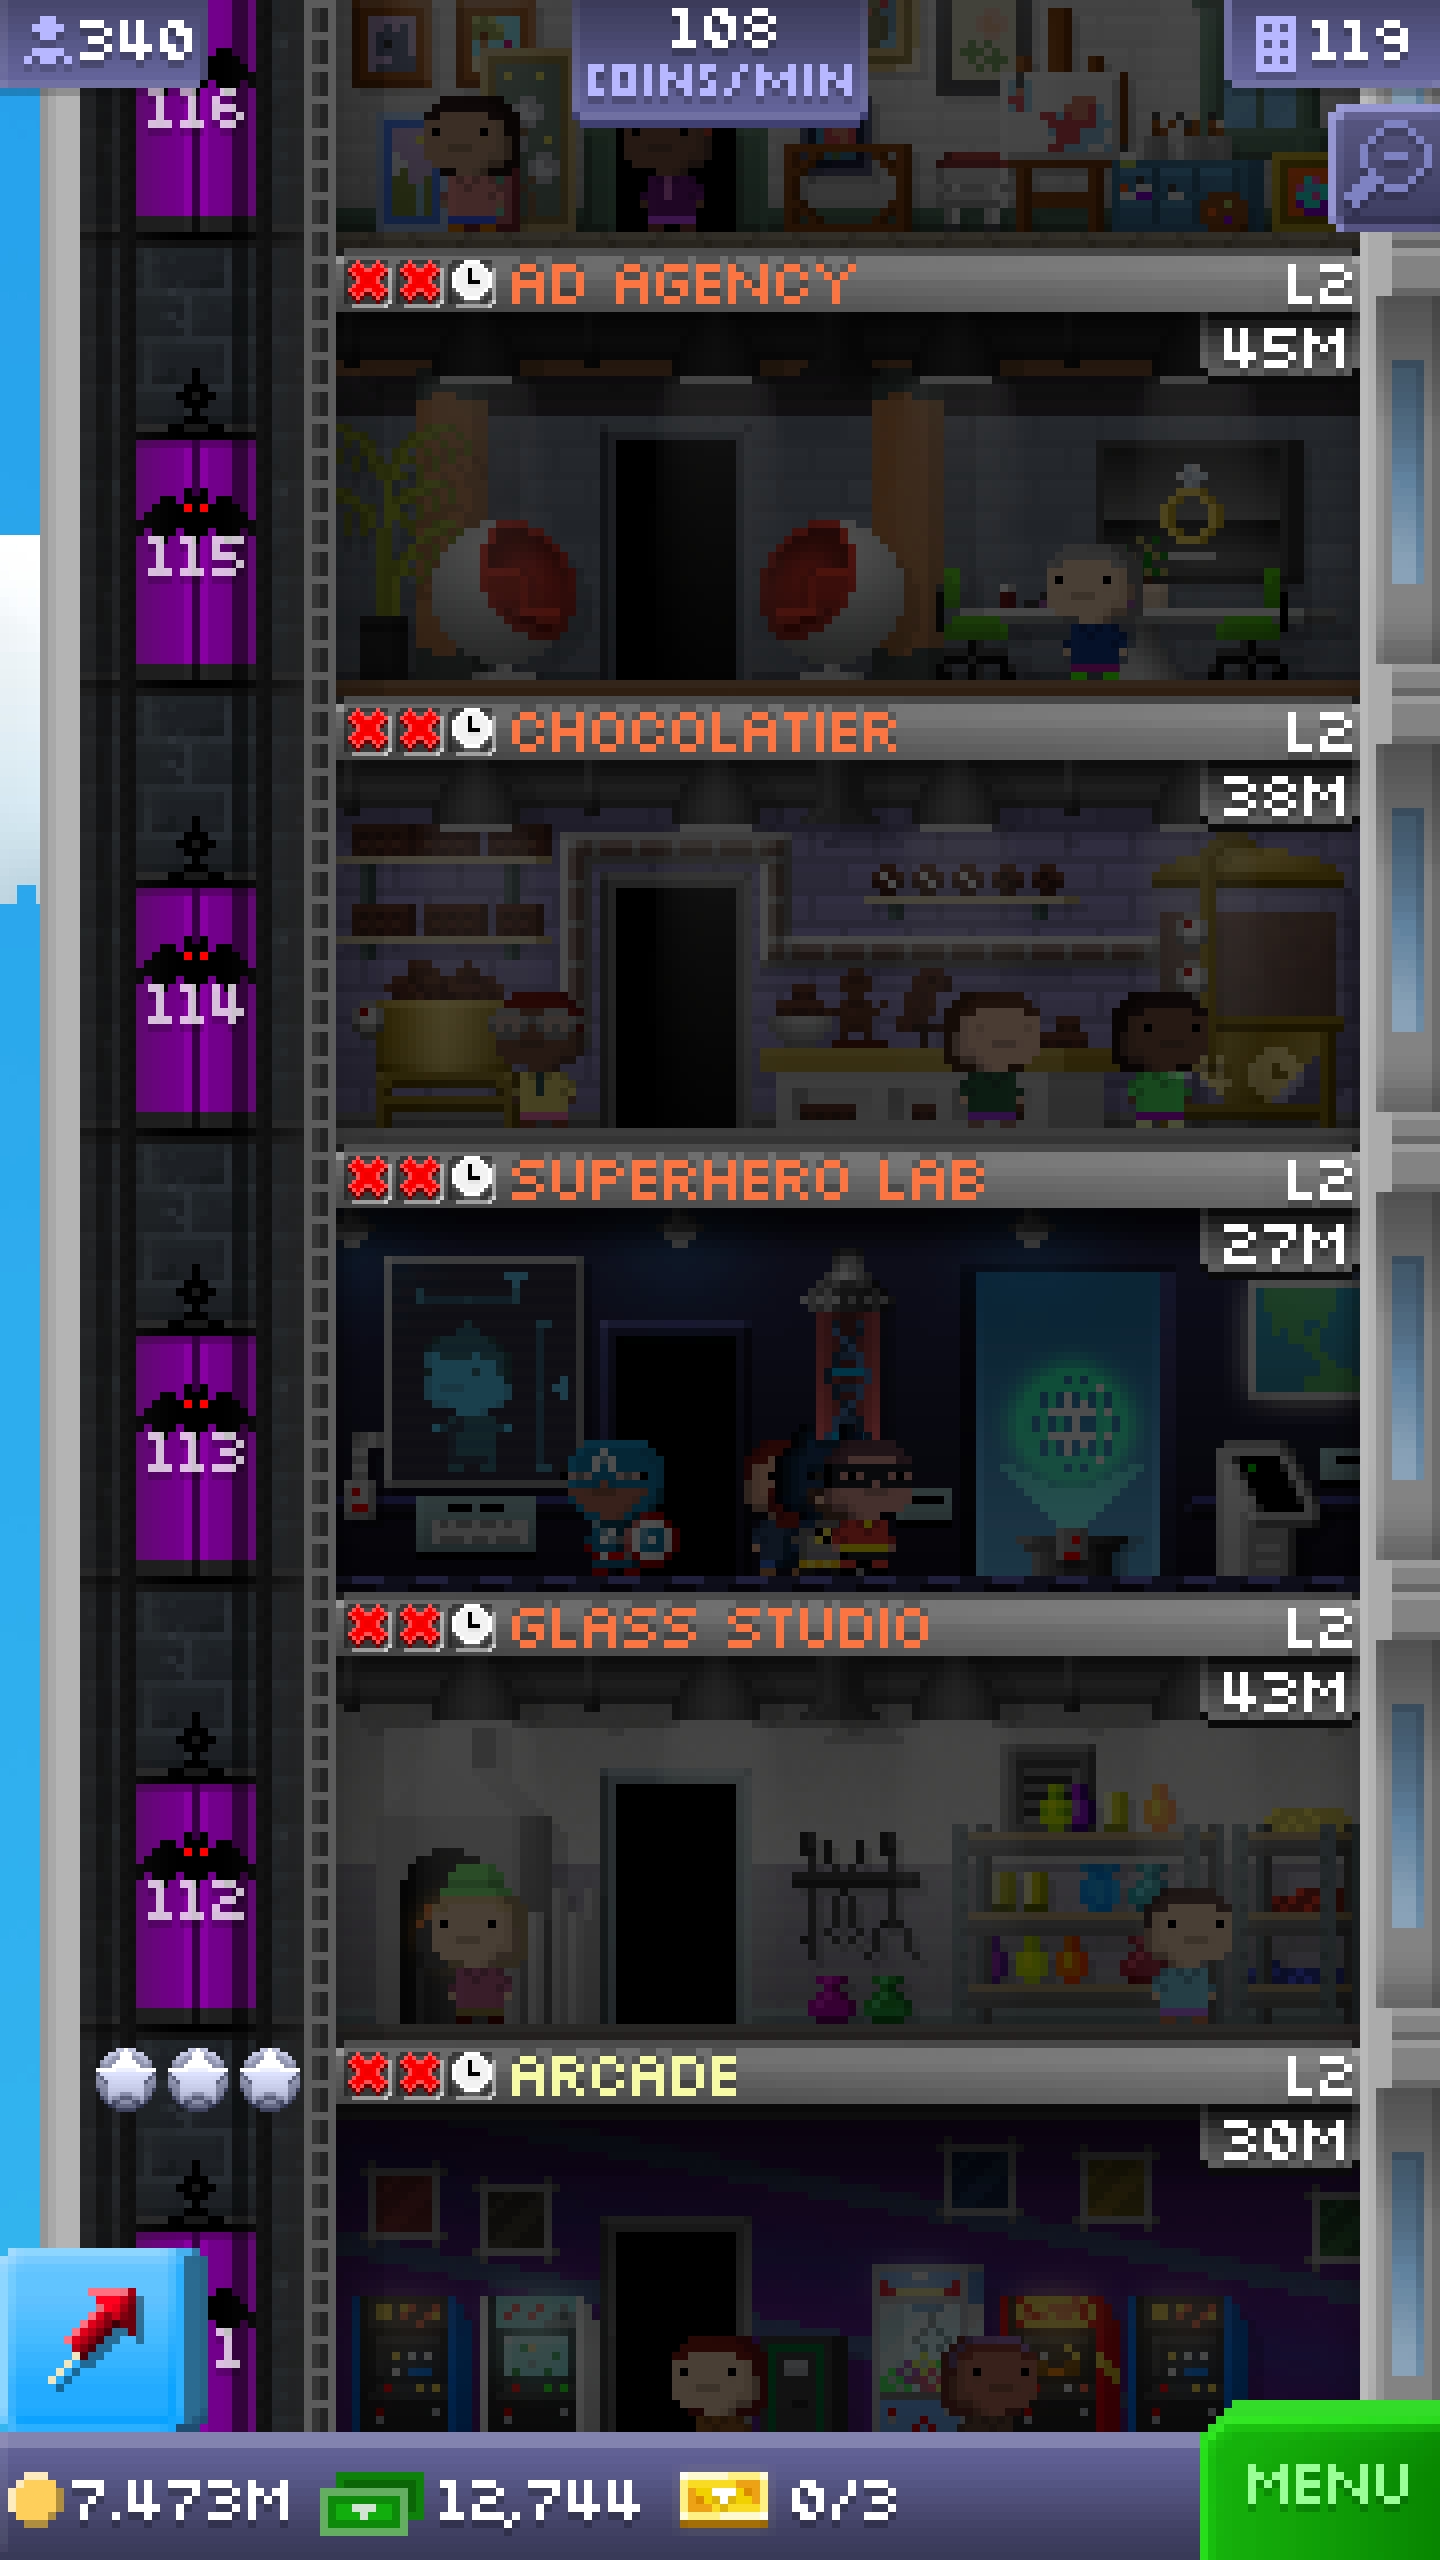 340
108
COINS/MIN
119
116
AD AGENCY
L2
45M
115
CHOCOLATIER
L2
38M
114
SUPERHERO LAB
L2
27M
113
GLASS STUDIO
L2
43M
112
ARCADE
L2
30M
1
7.473M
12,744
0/3
MENU